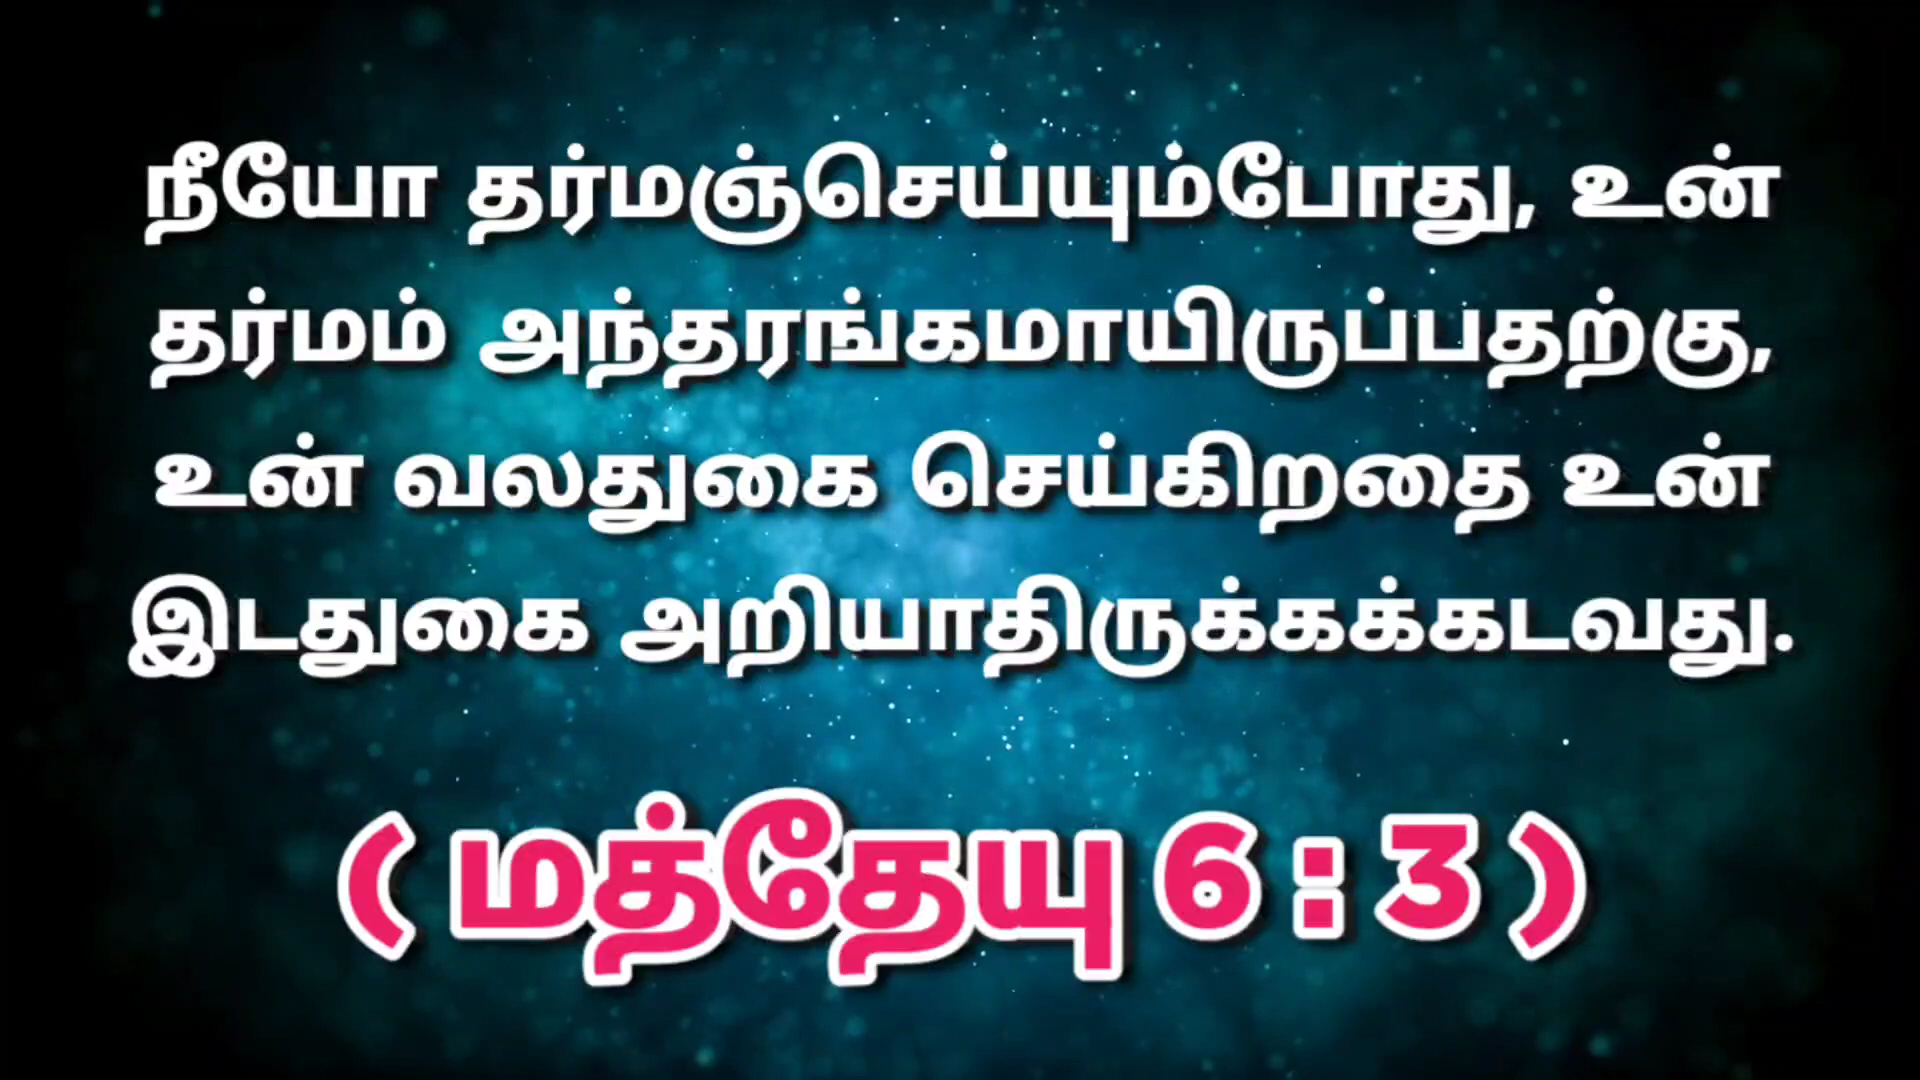 நீயோ தர்மஞ்செய்யும்போது, உன்
தர்மம் அந்தரங்கமாயிருப்பதற்கு,
உன் வலதுகை செய்கிறதை உன்
இடதுகை அறியாதிருக்கக்கடவது.
( மத்தேயு 6 : 3 )